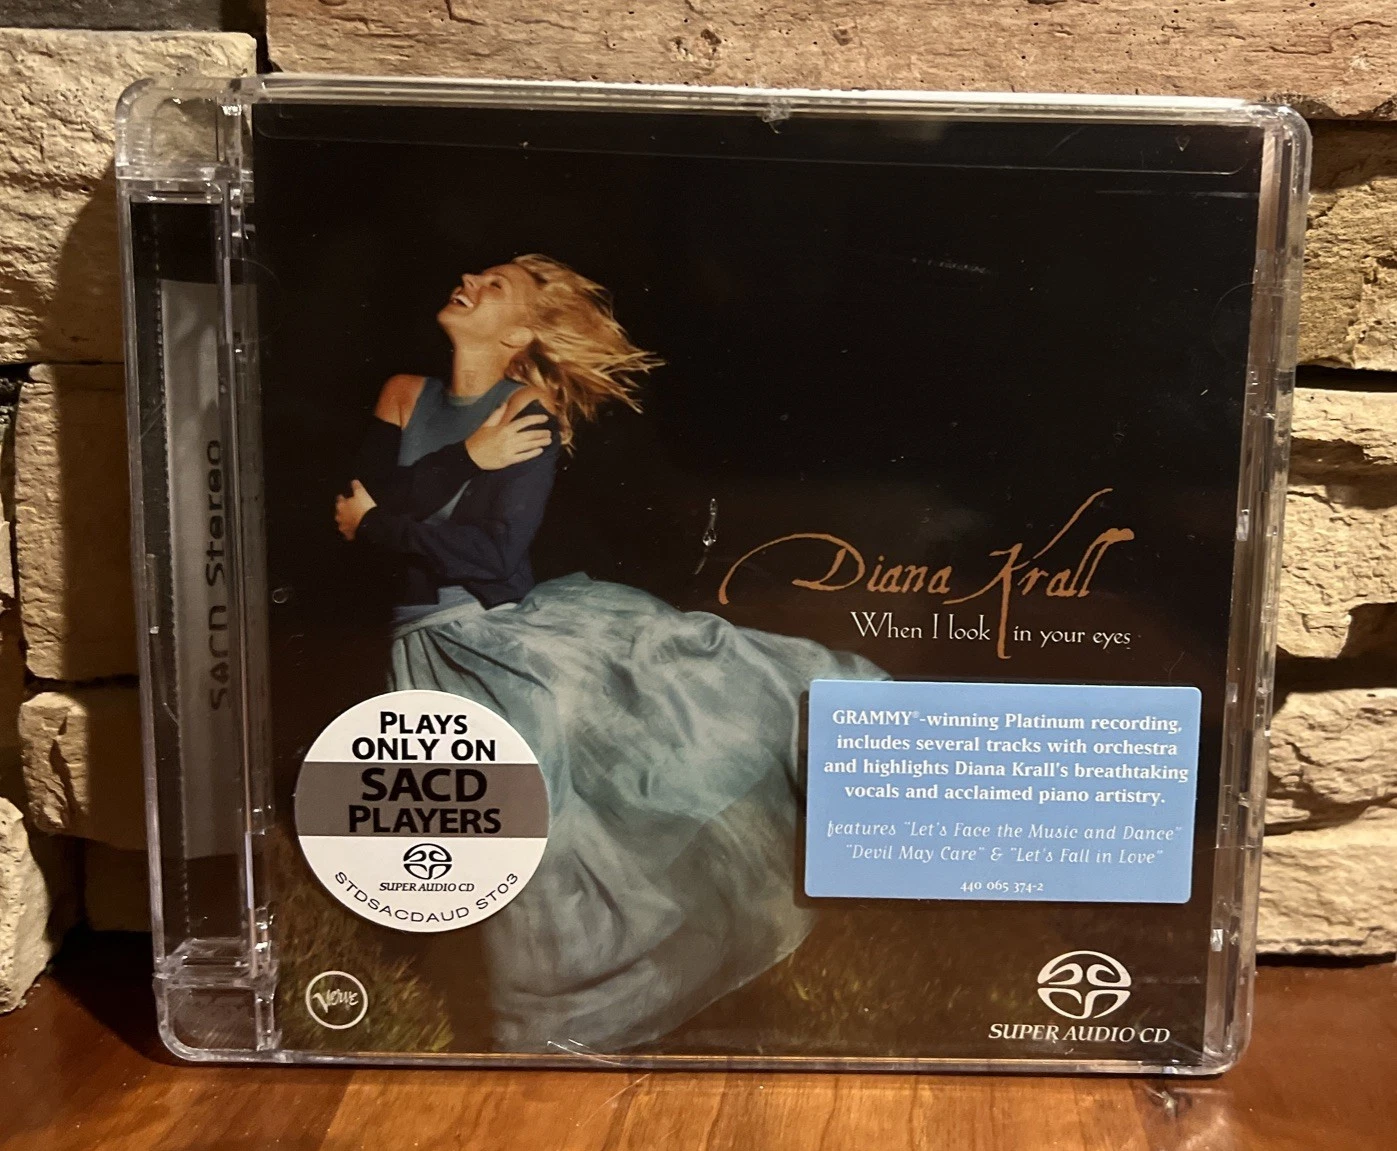 SACD Stereo
Diana Krall
When I look in your eyes
PLAYS
ONLY ON
SACD
PLAYERS
SUPER AUDIO CD
STDSACDAUD ST03
GRAMMY®-winning Platinum recording,
includes several tracks with orchestra
and highlights Diana Krall's breathtaking
vocals and acclaimed piano artistry.
features "Let's Face the Music and Dance"
"Devil May Care" & "Let's Fall in Love"
440 065 374-2
Verve
SUPER AUDIO CD